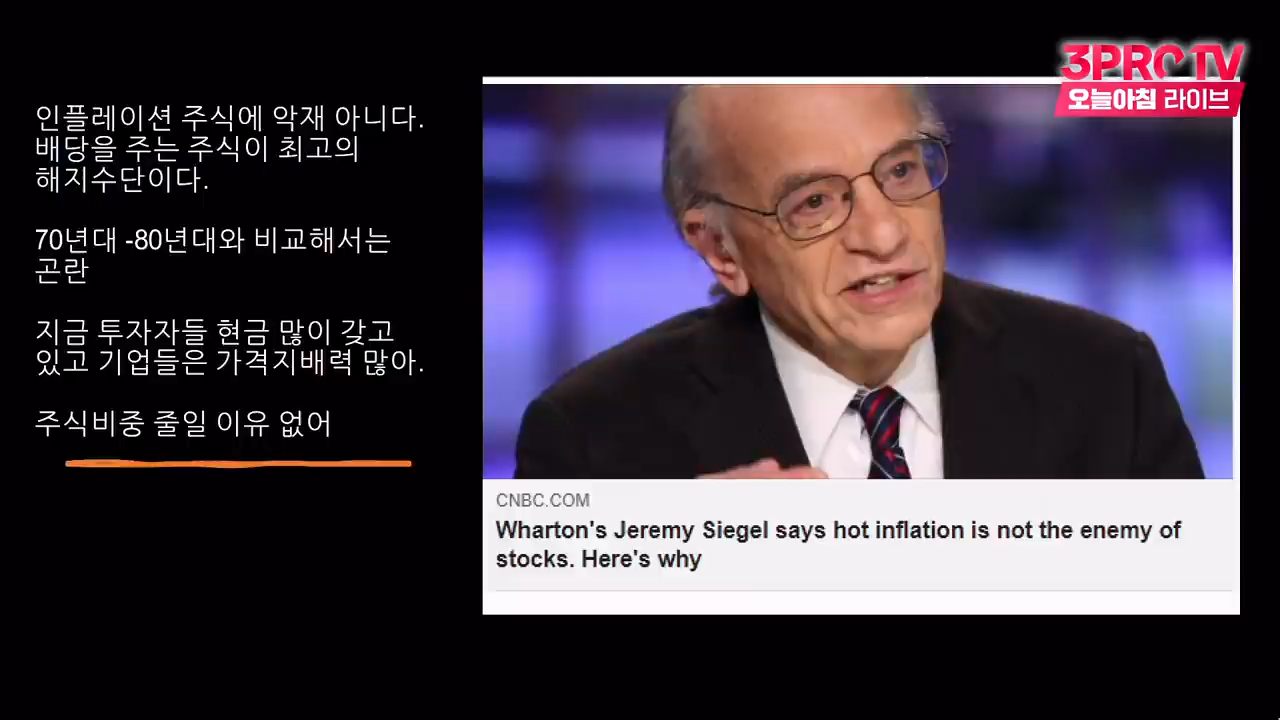 3PRO TV
오늘아침 라이브
인플레이션 주식에 악재 아니다.
배당을 주는 주식이 최고의
해지수단이다.
70년대 -80년대와 비교해서는
곤란
지금 투자자들 현금 많이 갖고
있고 기업들은 가격지배력 많아.
주식비중 줄일 이유 없어
CNBC.COM
Wharton's Jeremy Siegel says hot inflation is not the enemy of
stocks. Here's why